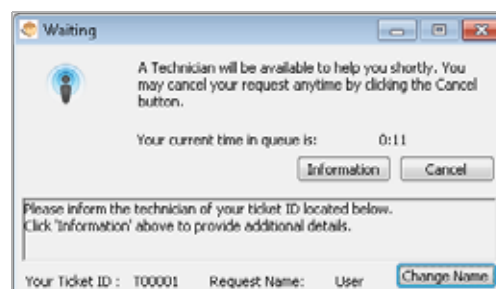 Waiting
A Technician will be available to help you shortly. You
may cancel your request anytime by clicking the Cancel
button.
Your current time in queue is: 0:11
Information Cancel
Please inform the technician of your ticket ID located below.
Click 'Information' above to provide additional details.
Your Ticket ID : T00001 Request Name: User Change Name